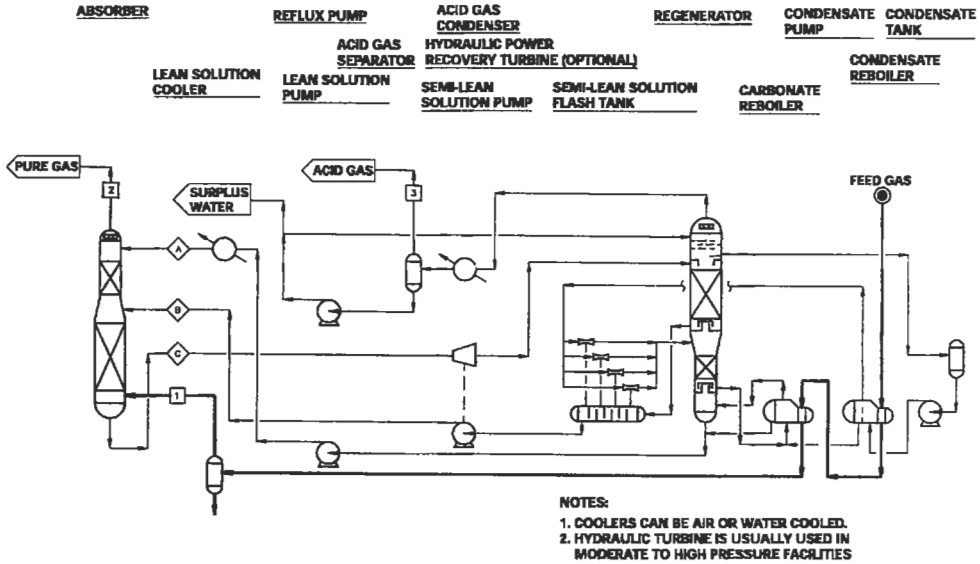 ABSORBER
REFLUX PUMP
ACID GAS
CONDENSER
REGENERATOR
CONDENSATE
PUMP
CONDENSATE
TANK
ACID GAS
SEPARATOR
HYDRAULIC POWER
RECOVERY TURBINE (OPTIONAL)
CONDENSATE
REBOILER
LEAN SOLUTION
COOLER
LEAN SOLUTION
PUMP
SEMI-LEAN
SOLUTION PUMP
SEMI-LEAN SOLUTION
FLASH TANK
CARBONATE
REBOILER
PURE GAS
2
SURPLUS
WATER
ACID GAS
3
FEED GAS
A
B
C
1
NOTES:
1. COOLERS CAN BE AIR OR WATER COOLED.
2. HYDRAULIC TURBINE IS USUALLY USED IN
MODERATE TO HIGH PRESSURE FACILITIES